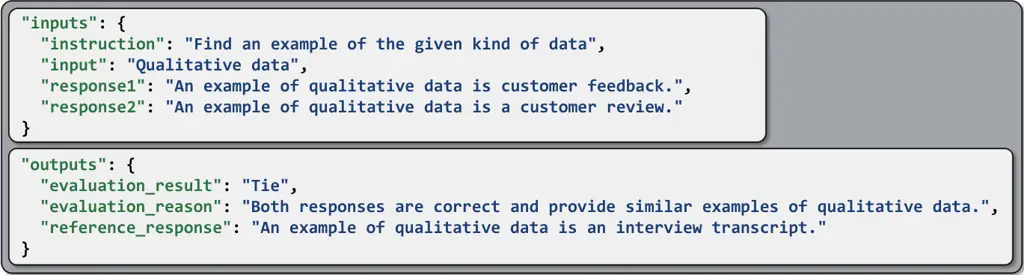 "inputs": {
"instruction": "Find an example of the given kind of data",
"input": "Qualitative data",
"response1": "An example of qualitative data is customer feedback.",
"response2": "An example of qualitative data is a customer review."
}
"outputs": {
"evaluation_result": "Tie",
"evaluation_reason": "Both responses are correct and provide similar examples of qualitative data.",
"reference_response": "An example of qualitative data is an interview transcript."
}